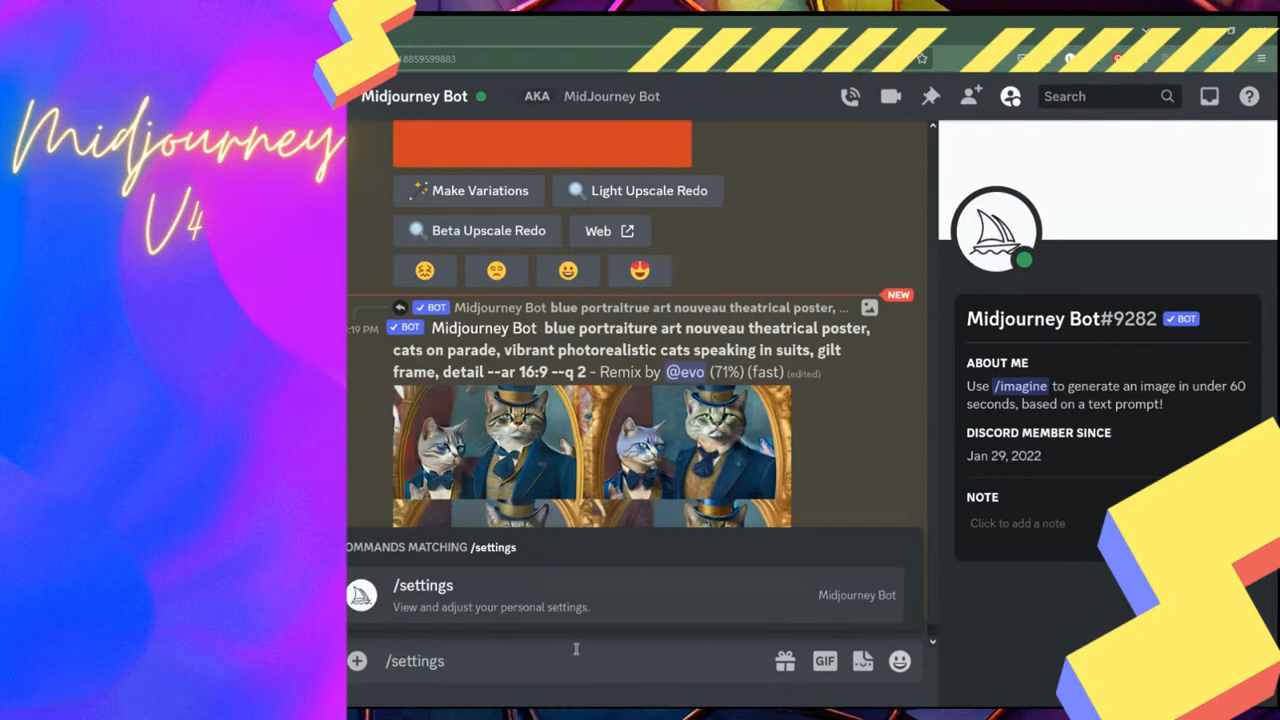 Midjourney
V4
18859599883
Midjourney Bot AKA MidJourney Bot
Search
Make Variations Light Upscale Redo
Beta Upscale Redo Web
NEW
BOT Midjourney Bot blue portraitrue art nouveau theatrical poster, ...
:19 PM BOT Midjourney Bot blue portraiture art nouveau theatrical poster,
cats on parade, vibrant photorealistic cats speaking in suits, gilt
frame, detail --ar 16:9 --q 2 - Remix by @evo (71%) (fast) (edited)
OMMANDS MATCHING /settings
/settings
View and adjust your personal settings.
Midjourney Bot
/settings
GIF
Midjourney Bot#9282 BOT
ABOUT ME
Use /imagine to generate an image in under 60
seconds, based on a text prompt!
DISCORD MEMBER SINCE
Jan 29, 2022
NOTE
Click to add a note